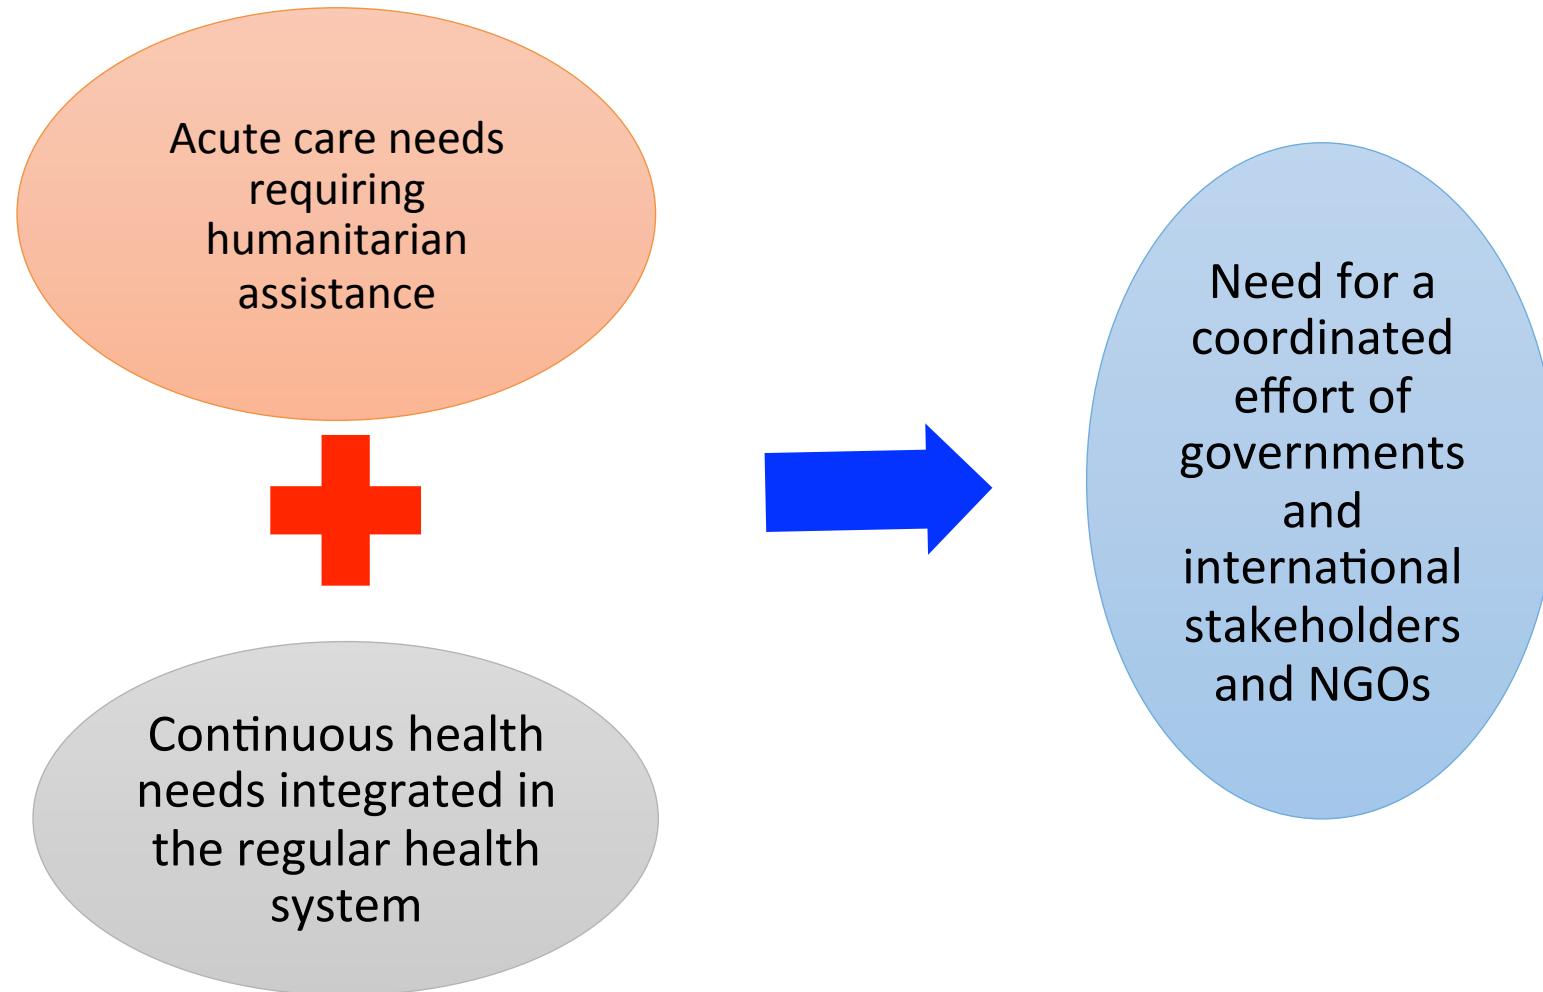 Acute care needs
requiring
humanitarian
assistance
Continuous health
needs integrated in
the regular health
system
Need for a
coordinated
effort of
governments
and
international
stakeholders
and NGOs